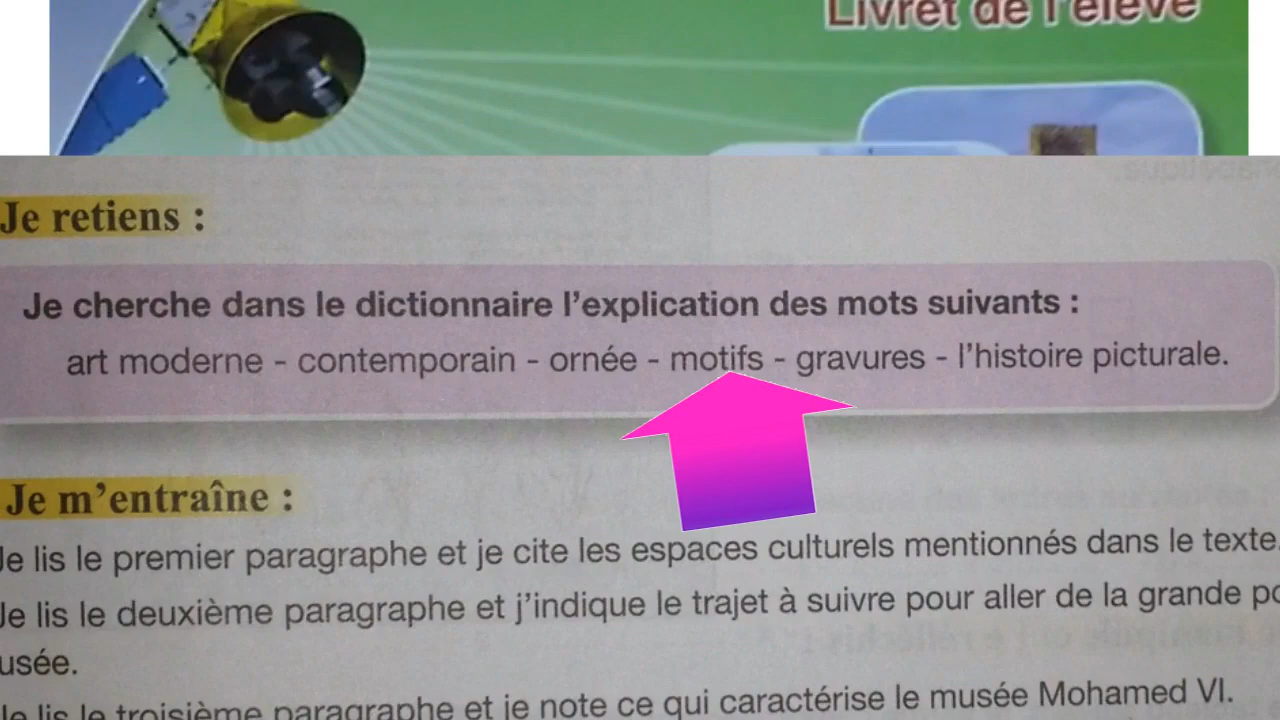 Livret de l'élève
Je retiens :
Je cherche dans le dictionnaire l'explication des mots suivants :
art moderne - contemporain - ornée - motifs - gravures - l'histoire picturale.
Je m'entraîne :
Je lis le premier paragraphe et je cite les espaces culturels mentionnés dans le texte.
Je lis le deuxième paragraphe et j'indique le trajet à suivre pour aller de la grande po
usée.
Je lis le troisième paragraphe et je note ce qui caractérise le musée Mohamed VI.